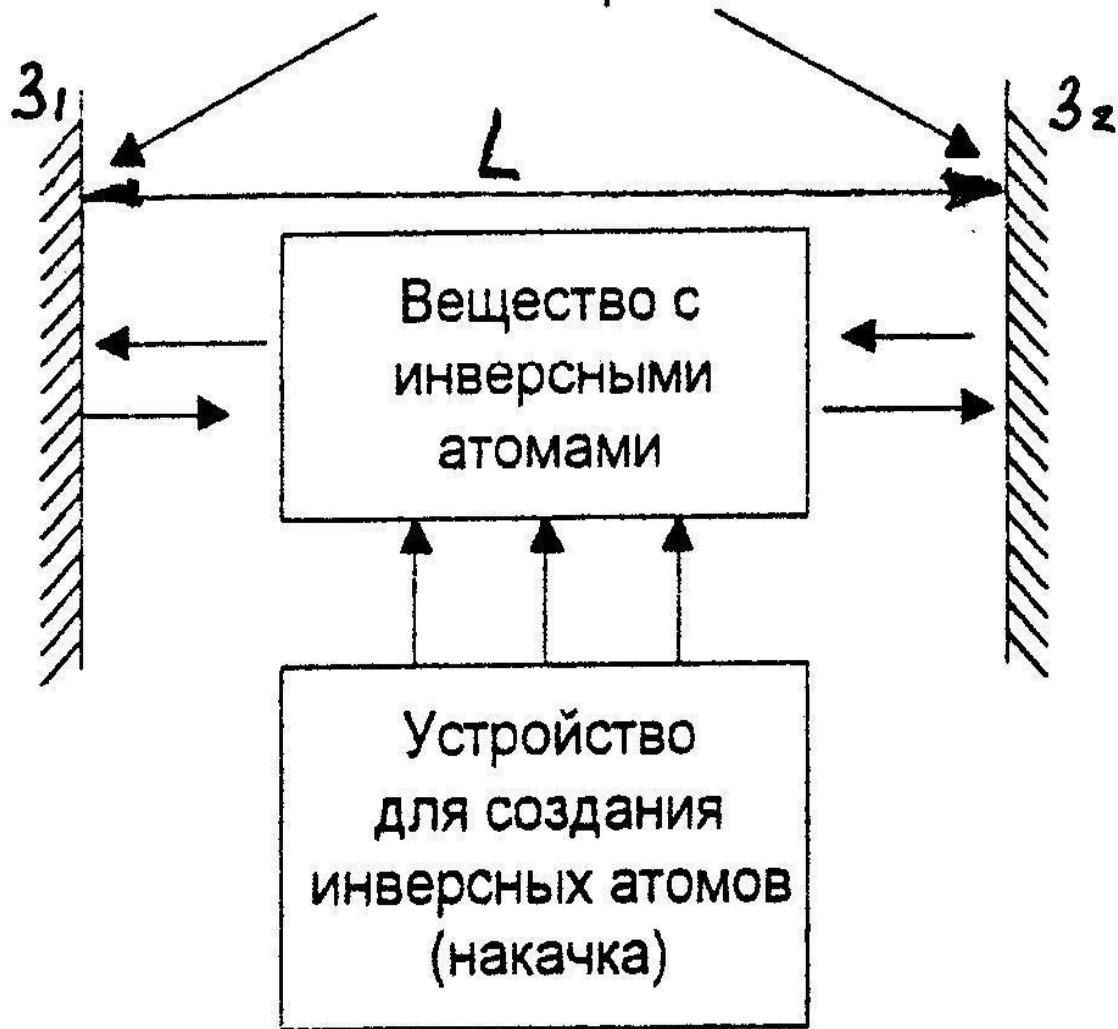 З1
З2
L
Вещество с
инверсными
атомами
Устройство
для создания
инверсных атомов
(накачка)